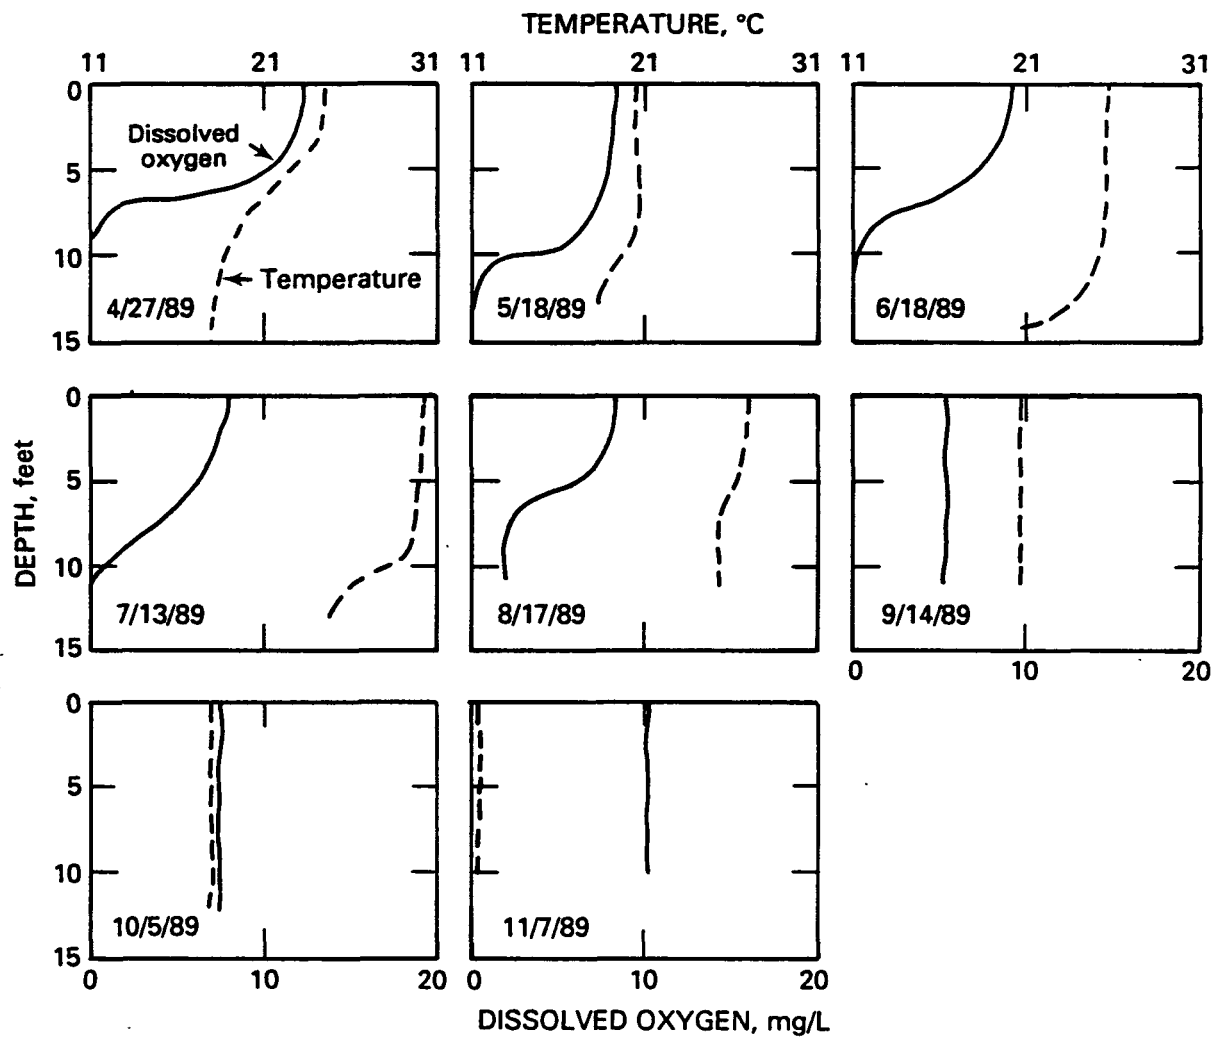 TEMPERATURE, °C
11 21 31 11 21 31 11 21 31
0
Dissolved
oxygen
5
10
Temperature
4/27/89 5/18/89 6/18/89
15
0
DEPTH, feet
5
10
7/13/89 8/17/89 9/14/89
15
0 10 20
0
5
10
10/5/89 11/7/89
15
0 10 20 0 10 20
DISSOLVED OXYGEN, mg/L